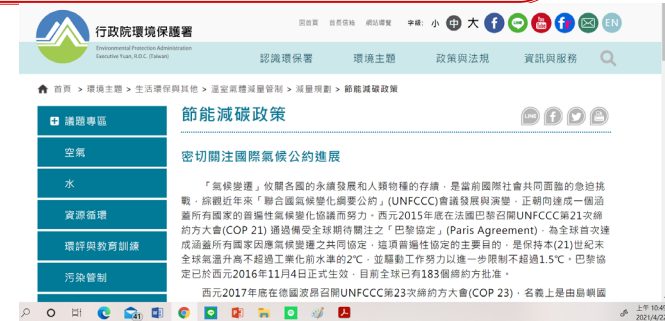 行政院環境保護署
Environmental Protection Administration
Executive Yuan, R.O.C. (Taiwan)
回首頁 首長信箱 網站導覽 字級: 小 中 大 EN
認識環保署 環境主題 政策與法規 資訊與服務
首頁 > 環境主題 > 生活環保與其他 > 溫室氣體減量管制 > 減量規劃 > 節能減碳政策
議題專區
空氣
水
資源循環
環評與教育訓練
污染管制
節能減碳政策
LINE
密切關注國際氣候公約進展
「氣候變遷」攸關各國的永續發展和人類物種的存續，是當前國際社會共同面臨的急迫挑
戰，綜觀近年來「聯合國氣候變化綱要公約」(UNFCCC)會議發展與演變，正朝向達成一個涵
蓋所有國家的普遍性氣候變化協議而努力。西元2015年底在法國巴黎召開UNFCCC第21次締
約方大會(COP 21) 通過備受全球期待關注之「巴黎協定」(Paris Agreement)，為全球首次達
成涵蓋所有國家因應氣候變遷之共同協定，這項普遍性協定的主要目的，是保持本(21)世紀末
全球氣溫升高不超過工業化前水準的2℃，並驅動工作努力以進一步限制不超過1.5℃。巴黎協
定已於西元2016年11月4日正式生效，目前全球已有183個締約方批准。
西元2017年底在德國波昂召開UNFCCC第23次締約方大會(COP 23)，名義上是由島嶼國
41
上午 10:49